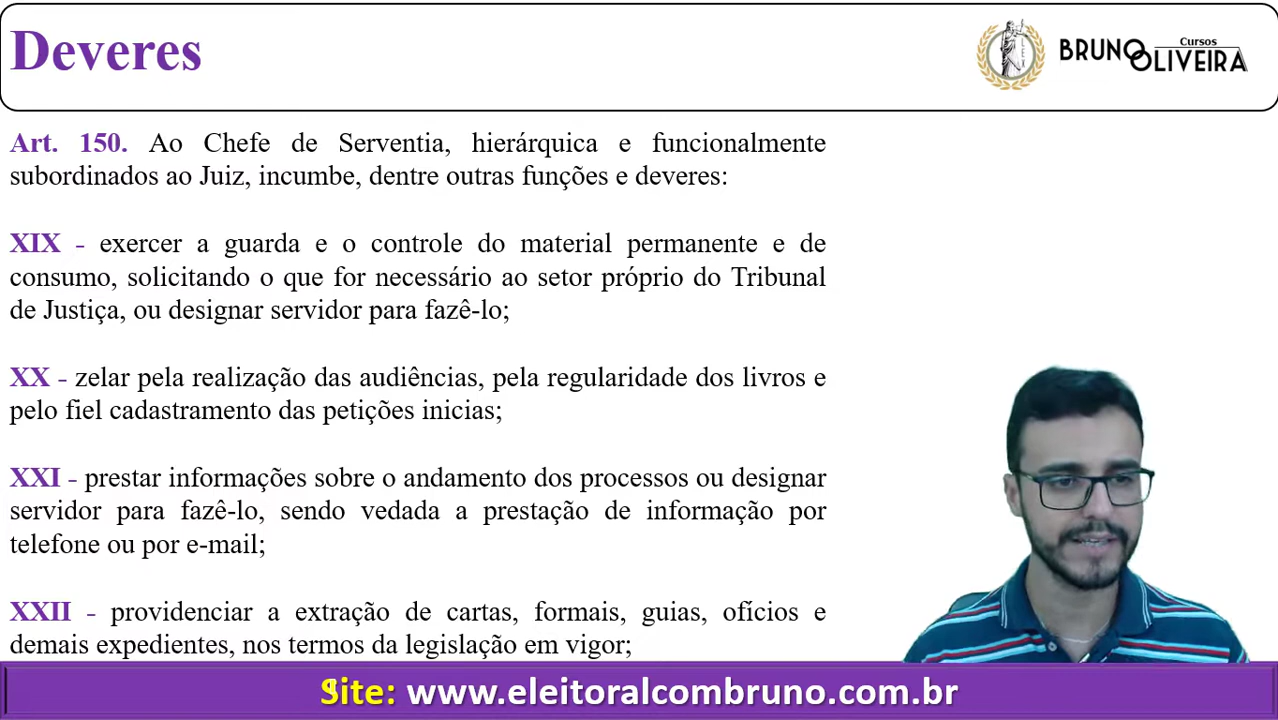 Deveres
Cursos
BRUNO
OLIVEIRA
Art. 150. Ao Chefe de Serventia, hierárquica e funcionalmente
subordinados ao Juiz, incumbe, dentre outras funções e deveres:
XIX - exercer a guarda e o controle do material permanente e de
consumo, solicitando o que for necessário ao setor próprio do Tribunal
de Justiça, ou designar servidor para fazê-lo;
XX - zelar pela realização das audiências, pela regularidade dos livros e
pelo fiel cadastramento das petições inicias;
XXI - prestar informações sobre o andamento dos processos ou designar
servidor para fazê-lo, sendo vedada a prestação de informação por
telefone ou por e-mail;
XXII - providenciar a extração de cartas, formais, guias, ofícios e
demais expedientes, nos termos da legislação em vigor;
Site: www.eleitoralcombruno.com.br